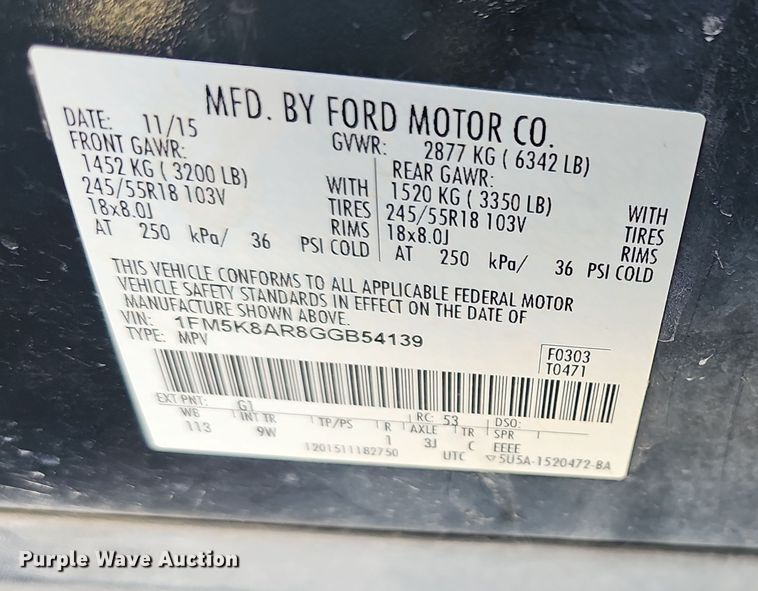 MFD. BY FORD MOTOR CO.
DATE: 11/15 GVWR: 2877 KG ( 6342 LB)
FRONT GAWR: REAR GAWR:
1452 KG ( 3200 LB) WITH 1520 KG ( 3350 LB) WITH
245/55R18 103V TIRES 245/55R18 103V TIRES
18x8.0J RIMS 18x8.0J RIMS
AT 250 kPa/ 36 PSI COLD AT 250 kPa/ 36 PSI COLD
THIS VEHICLE CONFORMS TO ALL APPLICABLE FEDERAL MOTOR
VEHICLE SAFETY STANDARDS IN EFFECT ON THE DATE OF
MANUFACTURE SHOWN ABOVE.
VIN: 1FM5K8AR8GGB54139
TYPE: MPV
F0303
T0471
EXT PNT: G1 RC: 53 DSO:
WB INT TR TP/PS R AXLE TR SPR
113 9W 1 3J C EEEE
1201511182750 UTC ▽5U5A-1520472-BA
Purple Wave Auction